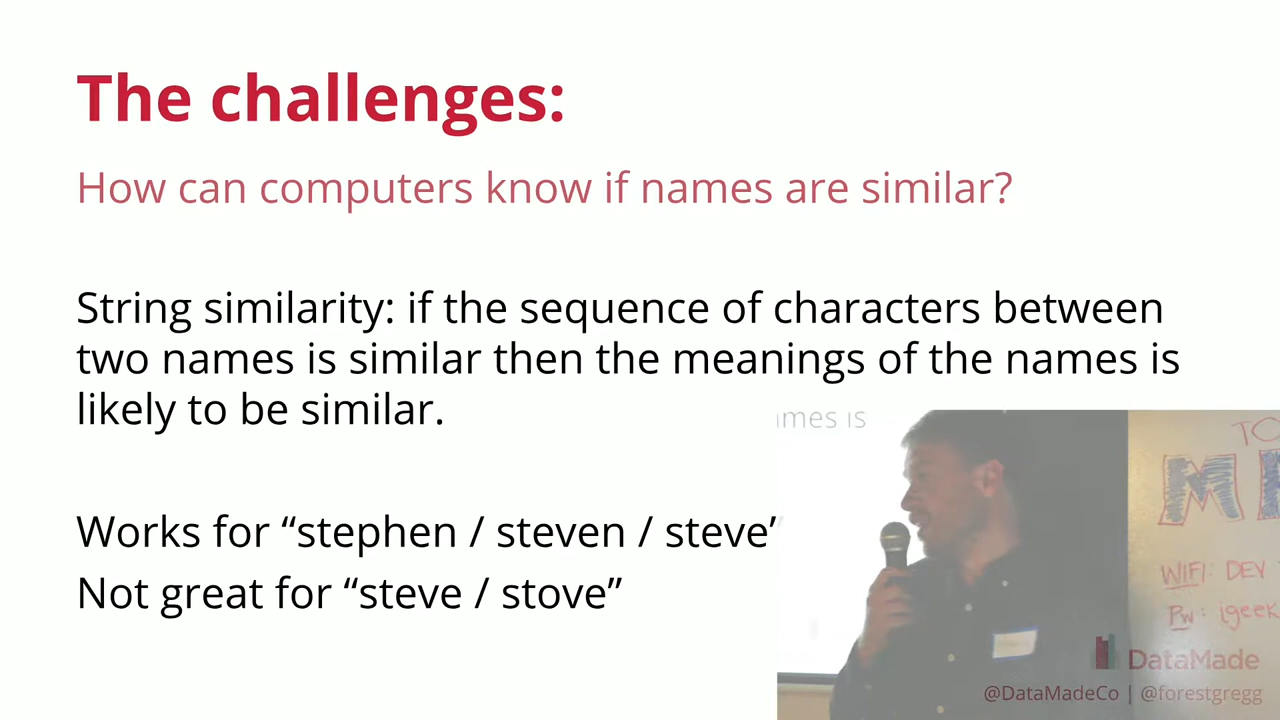 The challenges:
How can computers know if names are similar?
String similarity: if the sequence of characters between
two names is similar then the meanings of the names is
likely to be similar.
names is
Works for “stephen / steven / steve”
Not great for “steve / stove”
TO
M
WIFI: DEV
PW: igeek
DataMade
@DataMadeCo | @forestgregg